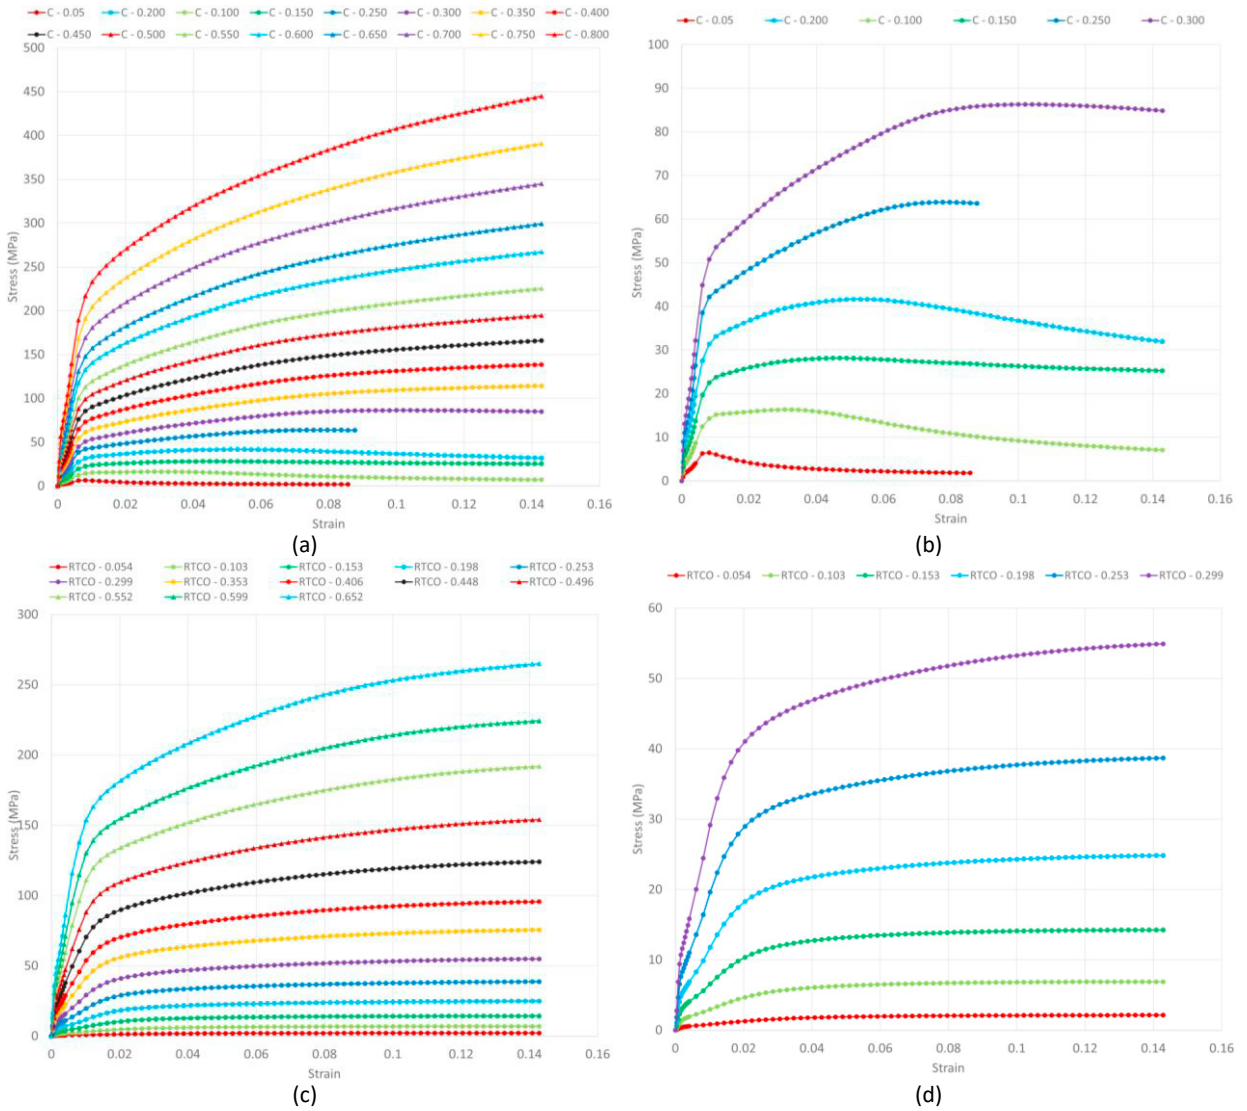 C - 0.05 C - 0.200 C - 0.100 C - 0.150 C - 0.250 C - 0.300 C - 0.350 C - 0.400
C - 0.450 C - 0.500 C - 0.550 C - 0.600 C - 0.650 C - 0.700 C - 0.750 C - 0.800
500
450
400
350
300
250
200
150
100
50
0
Stress (MPa)
0 0.02 0.04 0.06 0.08 0.1 0.12 0.14 0.16
Strain
(a)
C - 0.05 C - 0.200 C - 0.100 C - 0.150 C - 0.250 C - 0.300
100
90
80
70
60
50
40
30
20
10
0
Stress (MPa)
0 0.02 0.04 0.06 0.08 0.1 0.12 0.14 0.16
Strain
(b)
RTCO - 0.054 RTCO - 0.103 RTCO - 0.153 RTCO - 0.198 RTCO - 0.253
RTCO - 0.299 RTCO - 0.353 RTCO - 0.406 RTCO - 0.448 RTCO - 0.496
RTCO - 0.552 RTCO - 0.599 RTCO - 0.652
300
250
200
150
100
50
0
Stress (MPa)
0 0.02 0.04 0.06 0.08 0.1 0.12 0.14 0.16
Strain
(c)
RTCO - 0.054 RTCO - 0.103 RTCO - 0.153 RTCO - 0.198 RTCO - 0.253 RTCO - 0.299
60
50
40
30
20
10
0
Stress (MPa)
0 0.02 0.04 0.06 0.08 0.1 0.12 0.14 0.16
Strain
(d)